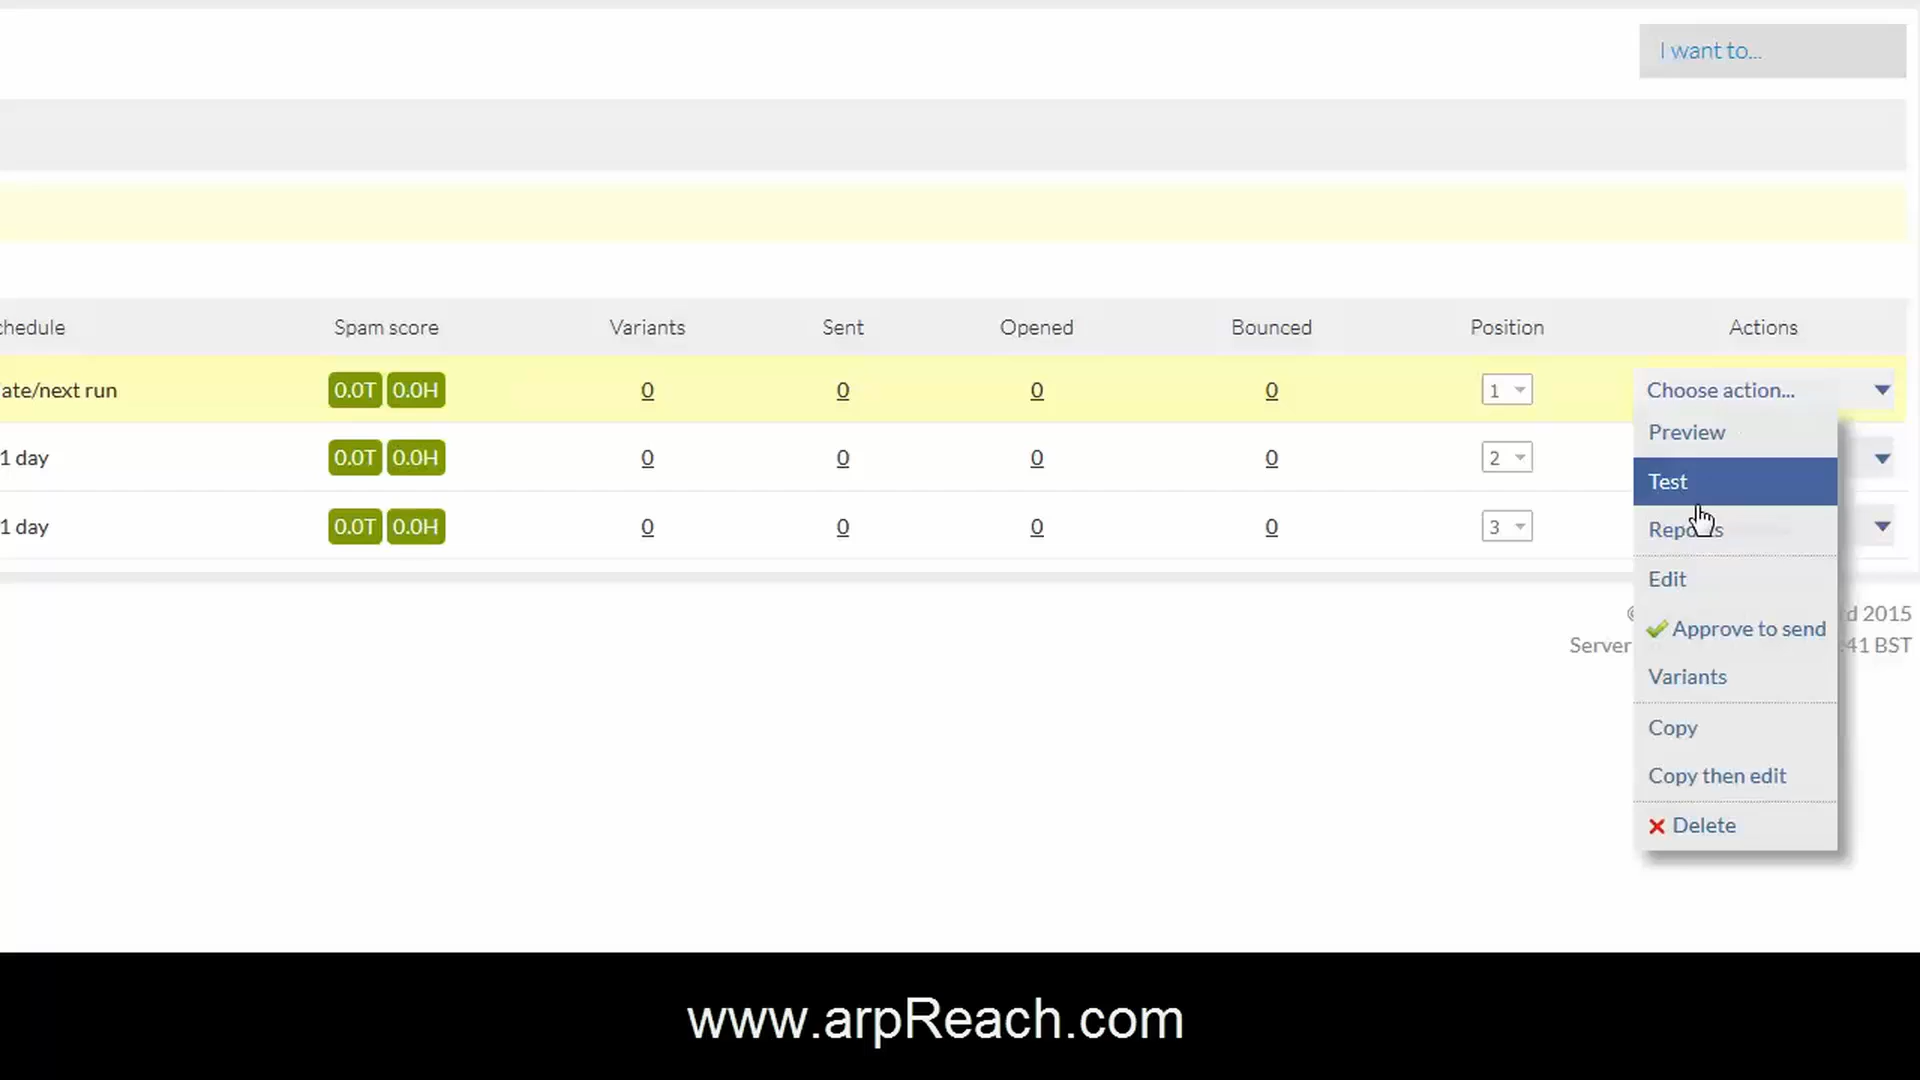 I want to...
chedule Spam score Variants Sent Opened Bounced Position Actions
ate/next run 0.0T 0.0H 0 0 0 0 1 Choose action...
Preview
1 day 0.0T 0.0H 0 0 0 0 2
Test
1 day 0.0T 0.0H 0 0 0 0 3
Reports
Edit
d 2015
Approve to send
Server 41 BST
Variants
Copy
Copy then edit
Delete
www.arpReach.com